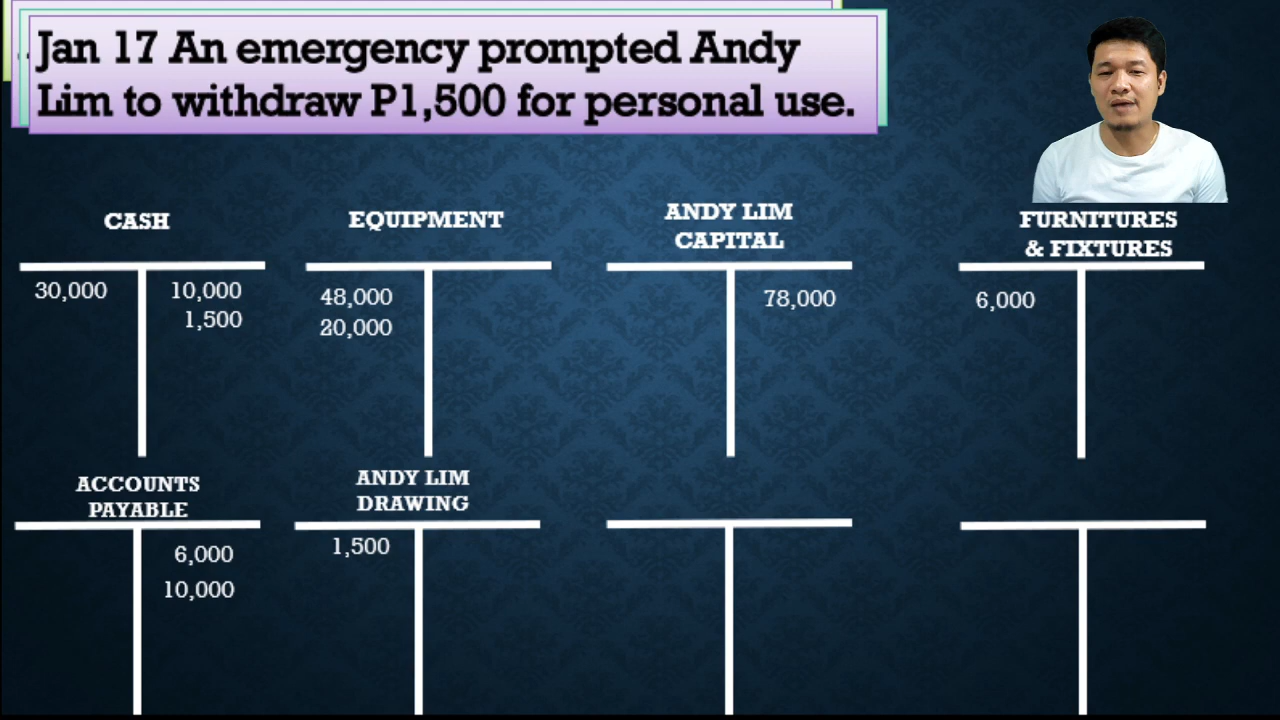 Jan 17 An emergency prompted Andy
Lim to withdraw P1,500 for personal use.
CASH
30,000
10,000
1,500
EQUIPMENT
48,000
20,000
ANDY LIM
CAPITAL
78,000
FURNITURES
& FIXTURES
6,000
ACCOUNTS
PAYABLE
6,000
10,000
ANDY LIM
DRAWING
1,500